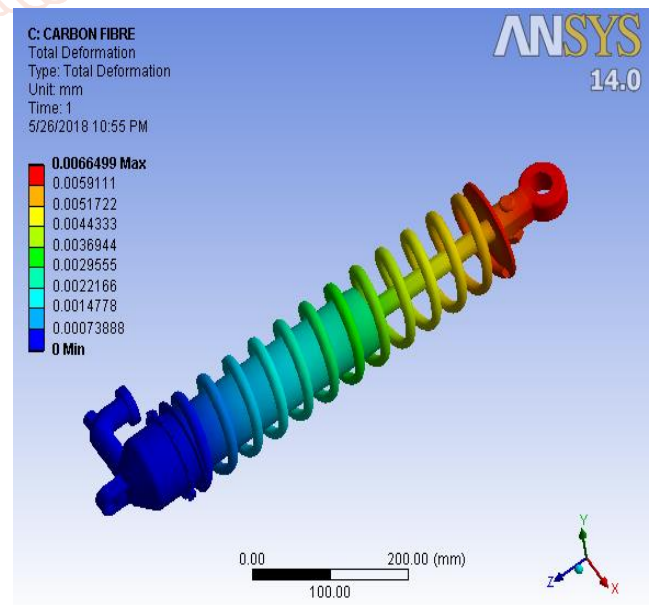 C: CARBON FIBRE
Total Deformation
Type: Total Deformation
Unit: mm
Time: 1
5/26/2018 10:55 PM
ANSYS
14.0
0.0066499 Max
0.0059111
0.0051722
0.0044333
0.0036944
0.0029555
0.0022166
0.0014778
0.00073888
0 Min
0.00
200.00 (mm)
100.00
Y
Z
X